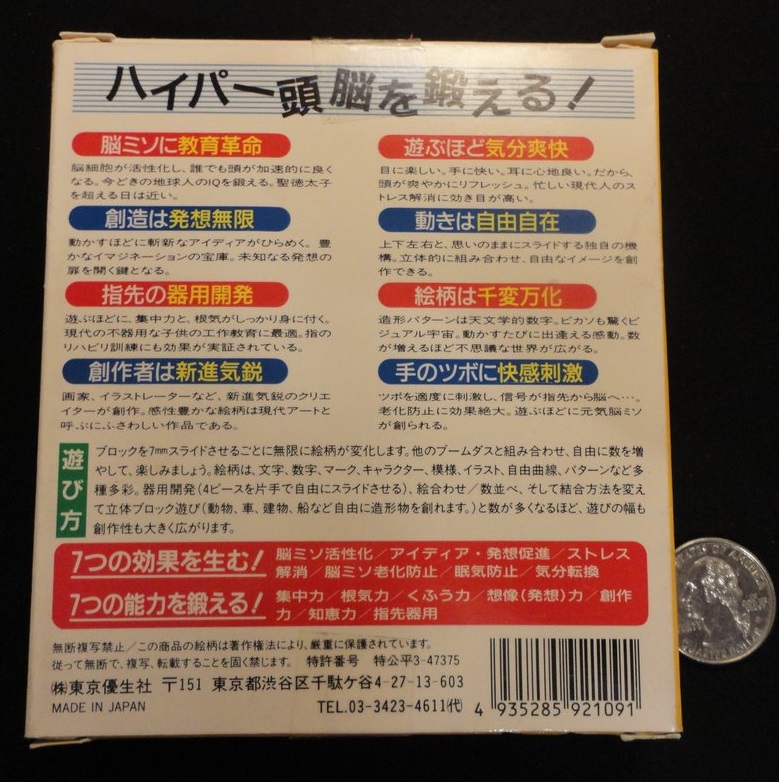 ハイパー頭脳を鍛える!
脳ミソに教育革命
脳細胞が活性化し、誰でも頭が加速的に良く
なる。今どきの地球人のIQを鍛える。聖徳太子
を超える日は近い。
創造は発想無限
動かすほどに斬新なアイディアがひらめく。豊
かなイマジネーションの宝庫。未知なる発想の
扉を開く鍵となる。
指先の器用開発
遊ぶほどに、集中力と、根気がしっかり身に付く。
現代の不器用な子供の工作教育に最適。指の
リハビリ訓練にも効果が実証されている。
創作者は新進気鋭
画家、イラストレーターなど、新進気鋭のクリエ
イターが創作。感性豊かな絵柄は現代アートと
呼ぶにふさわしい作品である。
遊ぶほど気分爽快
目に楽しい。手に快い。耳に心地良い。だから、
頭が爽やかにリフレッシュ。忙しい現代人のス
トレス解消に効き目が高い。
動きは自由自在
上下左右と、思いのままにスライドする独自の機
構。立体的に組み合わせ、自由なイメージを創
作できる。
絵柄は千変万化
造形パターンは天文学的数字。ピカソも驚くビ
ジュアル宇宙。動かすたびに出逢える感動。数
が増えるほど不思議な世界が広がる。
手のツボに快感刺激
ツボを適度に刺激し、信号が指先から脳へ…。
老化防止に効果絶大。遊ぶほどに元気脳ミソ
が創られる。
遊び方
ブロックを7mmスライドさせるごとに無限に絵柄が変化します。他のブームダスと組み合わせ、自由に数を増
やして、楽しみましょう。絵柄は、文字、数字、マーク、キャラクター、模様、イラスト、自由曲線、パターンなど多
種多彩。器用開発(4ピースを片手で自由にスライドさせる)、絵合わせ/数並べ、そして結合方法を変え
て立体ブロック遊び(動物、車、建物、船など自由に造形物を創れます。)と数が多くなるほど、遊びの幅も
創作性も大きく広がります。
7つの効果を生む!
脳ミソ活性化/アイディア・発想促進/ストレス
解消/脳ミソ老化防止/眠気防止/気分転換
7つの能力を鍛える!
集中力/根気力/くふう力/想像(発想)力/創作
力/知恵力/指先器用
無断複写禁止/この商品の絵柄は著作権法により、厳重に保護されています。
従って無断で、複写、転載することを固く禁じます。 特許番号 特公平3-47375
㈱東京優生社 〒151 東京都渋谷区千駄ケ谷4-27-13-603
MADE IN JAPAN TEL.03-3423-4611㈹
4 935285 921091